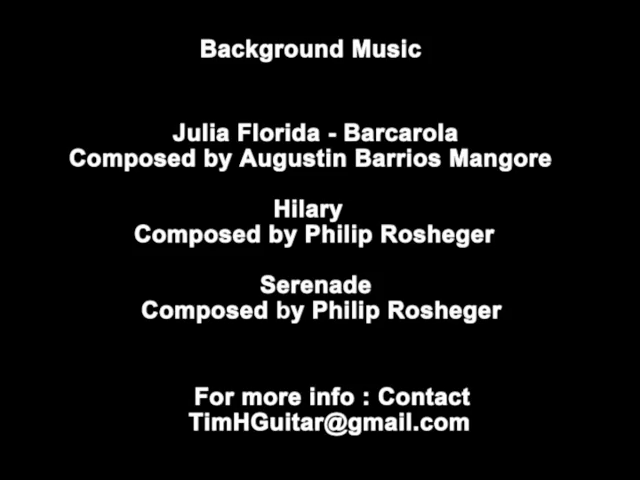 Background Music
Julia Florida - Barcarola
Composed by Augustin Barrios Mangore
Hilary
Composed by Philip Rosheger
Serenade
Composed by Philip Rosheger
For more info : Contact
TimHGuitar@gmail.com